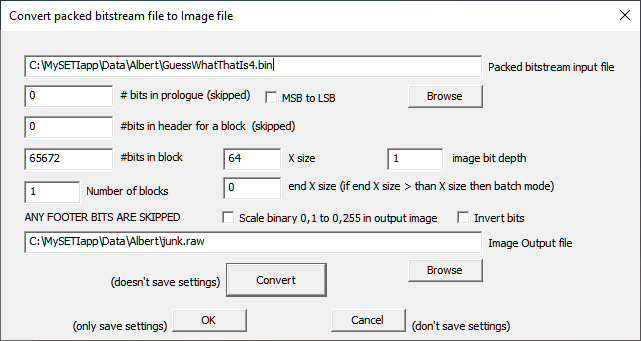 Convert packed bitstream file to Image file
C:\MySETIapp\Data\Albert\GuessWhatThatIs4.bin Packed bitstream input file
0 # bits in prologue (skipped) MSB to LSB Browse
0 #bits in header for a block (skipped)
65672 #bits in block 64 X size 1 image bit depth
1 Number of blocks 0 end X size (if end X size > than X size then batch mode)
ANY FOOTER BITS ARE SKIPPED Scale binary 0,1 to 0,255 in output image Invert bits
C:\MySETIapp\Data\Albert\junk.raw Image Output file
Browse
(doesn't save settings) Convert
(only save settings) OK Cancel (don't save settings)